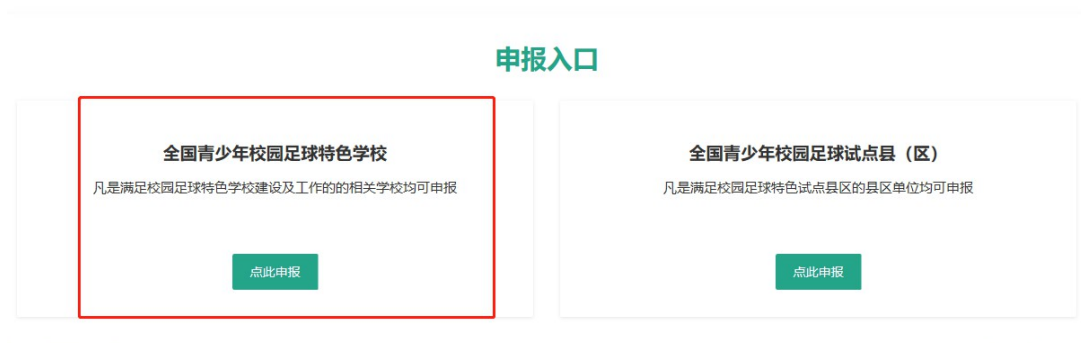 申报入口
全国青少年校园足球特色学校
凡是满足校园足球特色学校建设及工作的的相关学校均可申报
点此申报
全国青少年校园足球试点县（区）
凡是满足校园足球特色试点县区的县区单位均可申报
点此申报